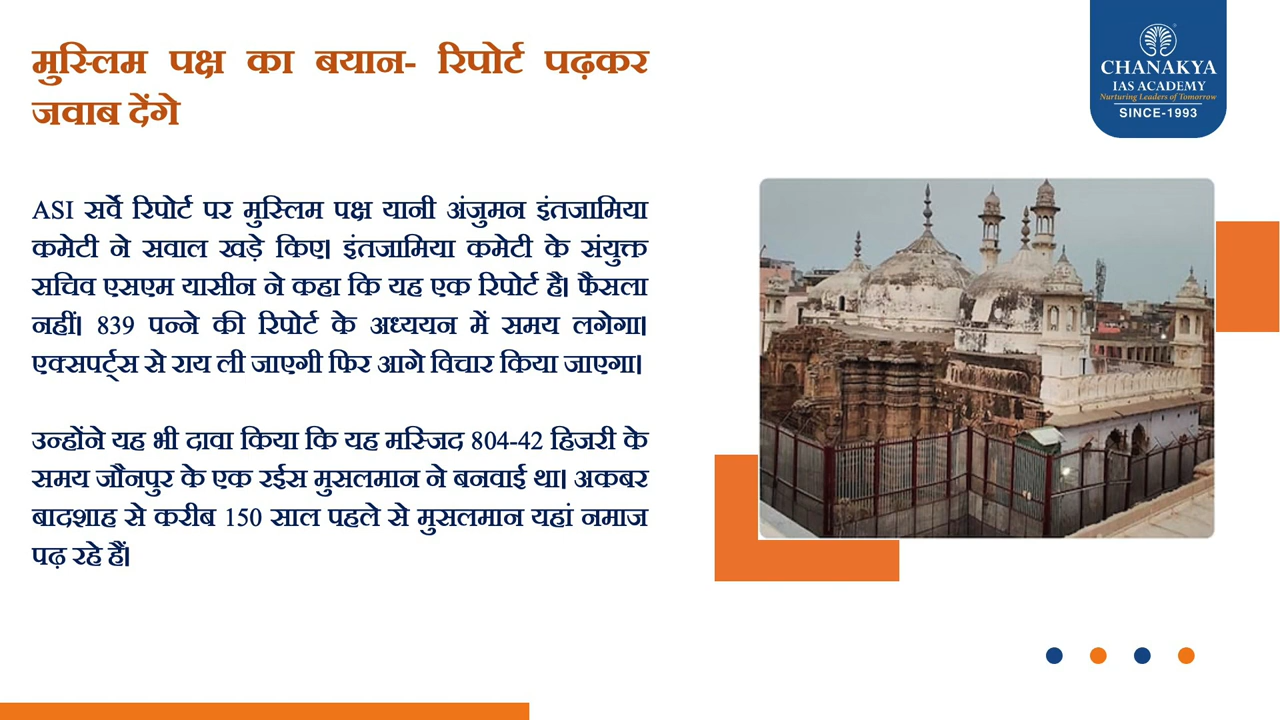 मुस्लिम पक्ष का बयान- रिपोर्ट पढ़कर
जवाब देंगे
CHANAKYA
IAS ACADEMY
Nurturing Leaders of Tomorrow
SINCE-1993
ASI सर्वे रिपोर्ट पर मुस्लिम पक्ष यानी अंजुमन इंतजामिया
कमेटी ने सवाल खड़े किए। इंतजामिया कमेटी के संयुक्त
सचिव एसएम यासीन ने कहा कि यह एक रिपोर्ट है। फैसला
नहीं। 839 पन्ने की रिपोर्ट के अध्ययन में समय लगेगा।
एक्सपर्ट्स से राय ली जाएगी फिर आगे विचार किया जाएगा।
उन्होंने यह भी दावा किया कि यह मस्जिद 804-42 हिजरी के
समय जौनपुर के एक रईस मुसलमान ने बनवाई था। अकबर
बादशाह से करीब 150 साल पहले से मुसलमान यहां नमाज
पढ़ रहे हैं।